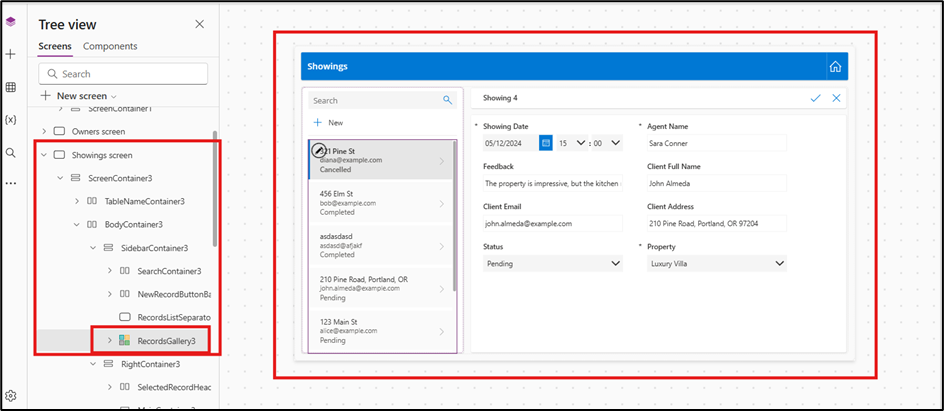 Tree view
Screens Components
Search
New screen
ScreenContainer1
Owners screen
Showings screen
ScreenContainer3
TableNameContainer3
BodyContainer3
SidebarContainer3
SearchContainer3
NewRecordButtonBa
RecordsListSeparato
RecordsGallery3
RightContainer3
SelectedRecordHeac
Showings
Search
New
321 Pine St
diana@example.com
Cancelled
456 Elm St
bob@example.com
Completed
asdasdasd
asdasd@afjakf
Completed
210 Pine Road, Portland, OR
john.almeda@example.com
Pending
123 Main St
alice@example.com
Pending
Showing 4
* Showing Date
05/12/2024 15 : 00
* Agent Name
Sara Conner
Feedback
The property is impressive, but the kitchen
Client Full Name
John Almeda
Client Email
john.almeda@example.com
Client Address
210 Pine Road, Portland, OR 97204
Status
Pending
* Property
Luxury Villa